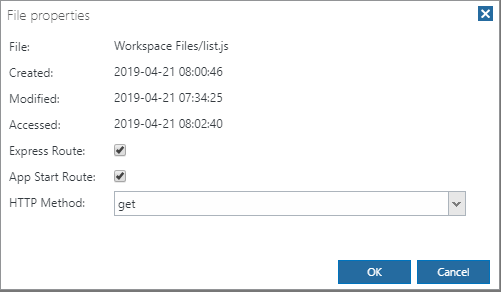 File properties
File: Workspace Files/list.js
Created: 2019-04-21 08:00:46
Modified: 2019-04-21 07:34:25
Accessed: 2019-04-21 08:02:40
Express Route:
App Start Route:
HTTP Method: get
OK Cancel